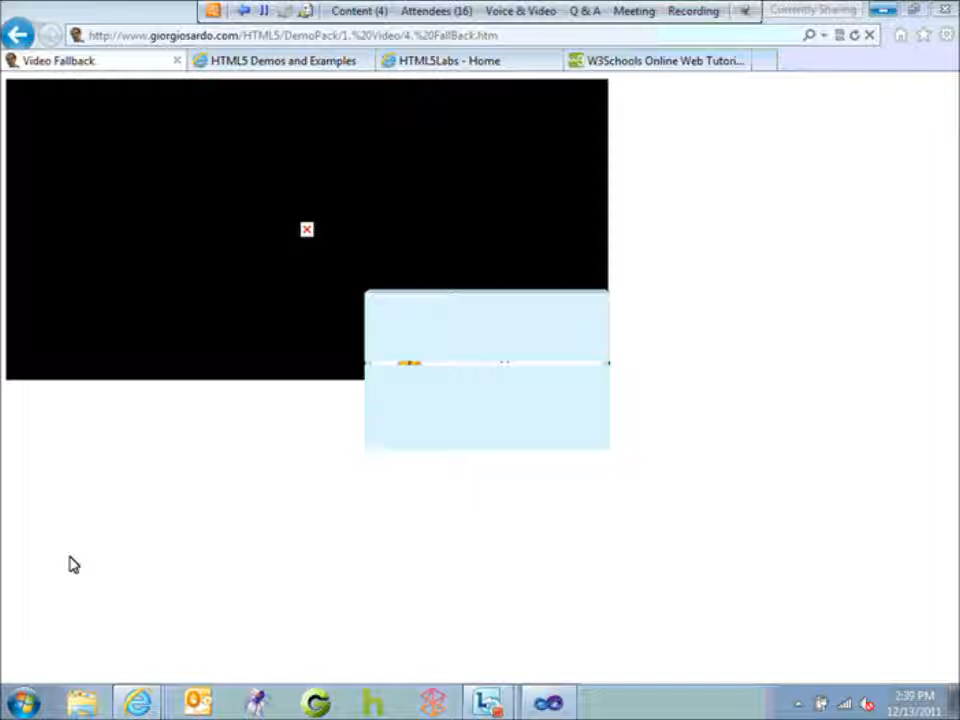 Content (4) Attendees (16) Voice & Video Q & A Meeting Recording Currently Sharing
http://www.giorgiosardo.com/HTML5/DemoPack/1.%20Video/4.%20FallBack.htm
Video Fallback HTML5 Demos and Examples HTML5Labs - Home W3Schools Online Web Tutori...
2:39 PM
12/13/2011